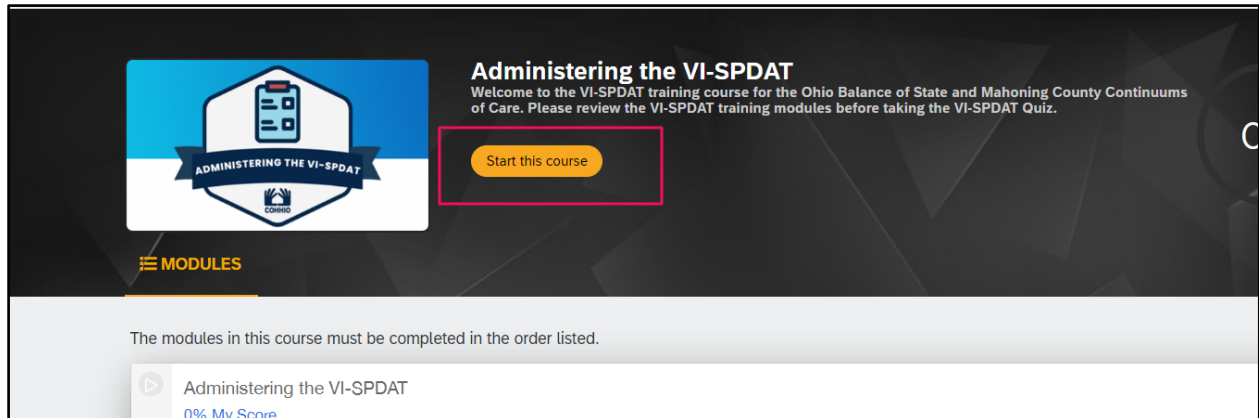 Administering the VI-SPDAT
Welcome to the VI-SPDAT training course for the Ohio Balance of State and Mahoning County Continuums
of Care. Please review the VI-SPDAT training modules before taking the VI-SPDAT Quiz.
Start this course
ADMINISTERING THE VI-SPDAT
COHHIO
MODULES
The modules in this course must be completed in the order listed.
Administering the VI-SPDAT
0% My Score